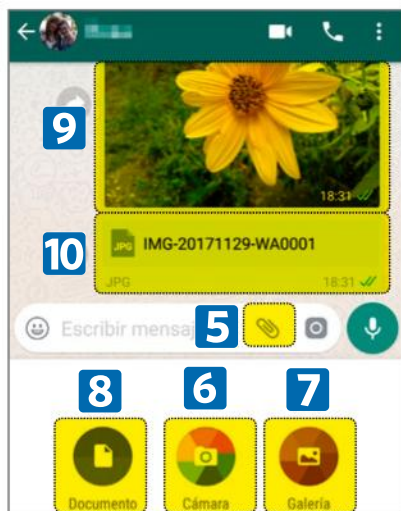 9
18:31
10
JPG
IMG-20171129-WA0001
JPG
18:31
Escribir mensaj
5
8
6
7
Documento
Cámara
Galería